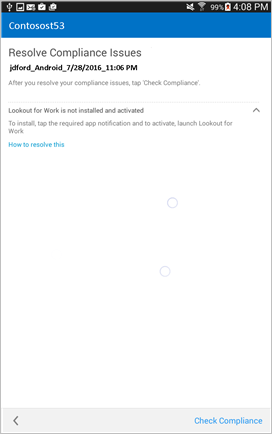 99% 4:08 PM
Contosost53
Resolve Compliance Issues
jdford_Android_7/28/2016_11:06 PM
After you resolve your compliance issues, tap 'Check Compliance'.
Lookout for Work is not installed and activated
To install, tap the required app notification and to activate, launch Lookout for
Work
How to resolve this
Check Compliance